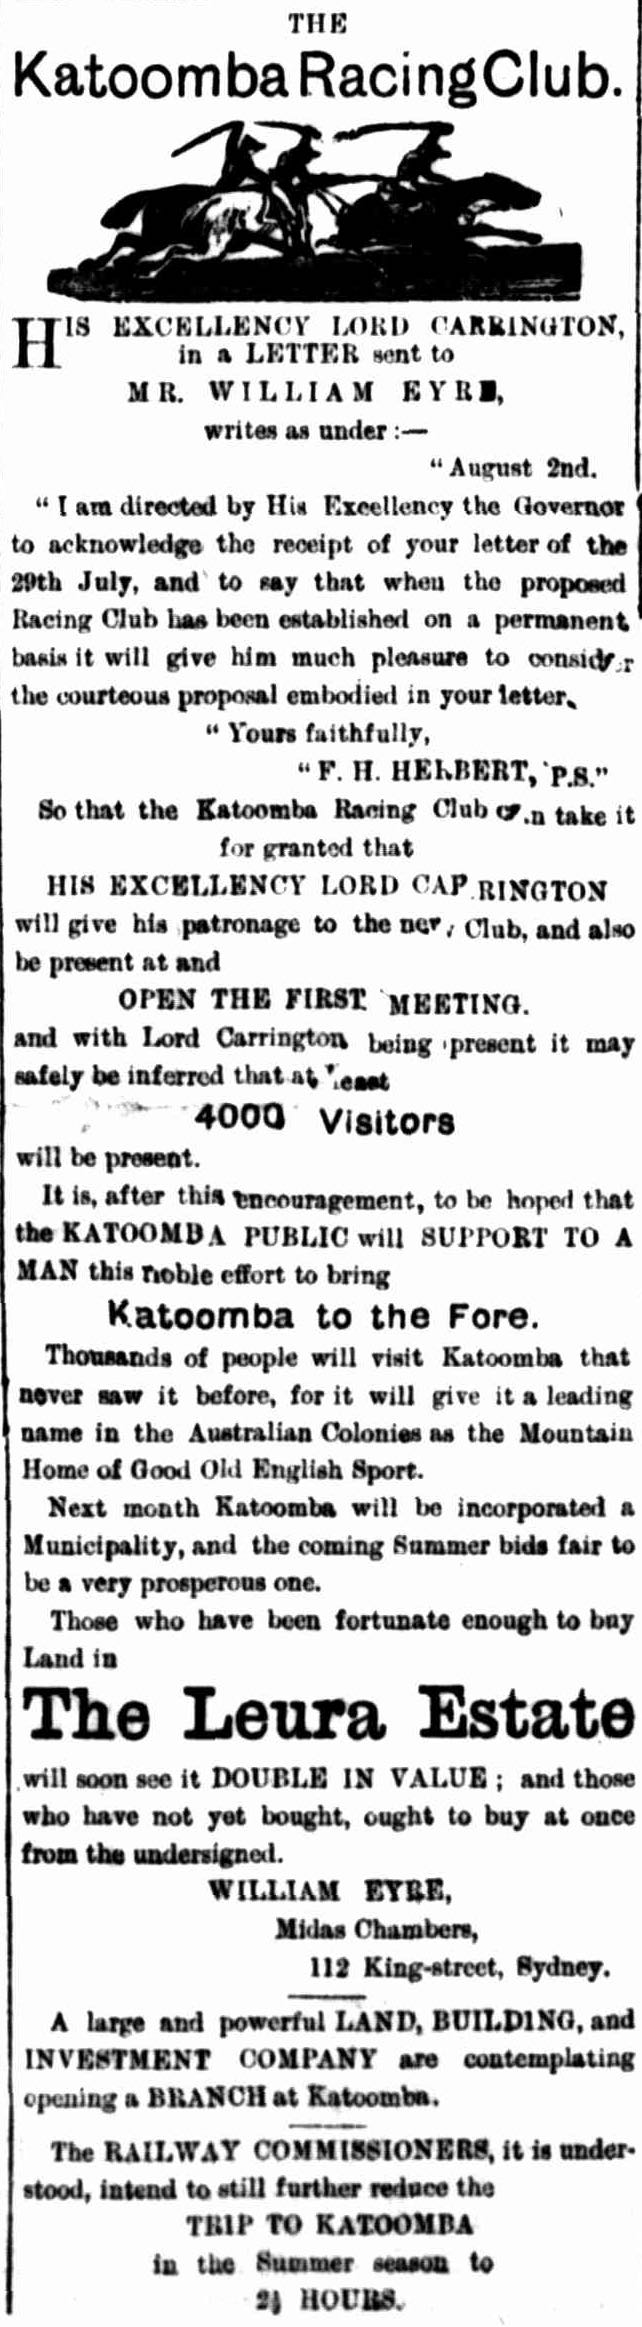 THE
Katoomba Racing Club.
HIS EXCELLENCY LORD CARRINGTON,
in a LETTER sent to
MR. WILLIAM EYRE,
writes as under :—
"August 2nd.
"I am directed by His Excellency the Governor
to acknowledge the receipt of your letter of the
29th July, and to say that when the proposed
Racing Club has been established on a permanent
basis it will give him much pleasure to consider
the courteous proposal embodied in your letter.
"Yours faithfully,
"F. H. HERBERT, P.S."
So that the Katoomba Racing Club can take it
for granted that
HIS EXCELLENCY LORD CARRINGTON
will give his patronage to the new Club, and also
be present at and
OPEN THE FIRST MEETING.
and with Lord Carrington being present it may
safely be inferred that at least
4000 Visitors
will be present.
It is, after this encouragement, to be hoped that
the KATOOMBA PUBLIC will SUPPORT TO A
MAN this noble effort to bring
Katoomba to the Fore.
Thousands of people will visit Katoomba that
never saw it before, for it will give it a leading
name in the Australian Colonies as the Mountain
Home of Good Old English Sport.
Next month Katoomba will be incorporated a
Municipality, and the coming Summer bids fair to
be a very prosperous one.
Those who have been fortunate enough to buy
Land in
The Leura Estate
will soon see it DOUBLE IN VALUE ; and those
who have not yet bought, ought to buy at once
from the undersigned.
WILLIAM EYRE,
Midas Chambers,
112 King-street, Sydney.
A large and powerful LAND, BUILDING, and
INVESTMENT COMPANY are contemplating
opening a BRANCH at Katoomba.
The RAILWAY COMMISSIONERS, it is under-
stood, intend to still further reduce the
TRIP TO KATOOMBA
in the Summer season to
2½ HOURS.